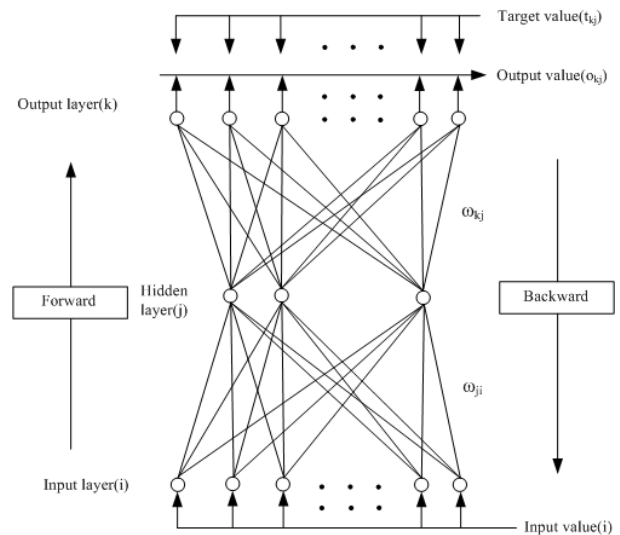 Target value(tkj)
Output value(okj)
Output layer(k)
ωkj
Hidden
layer(j)
Forward
Backward
ωji
Input layer(i)
Input value(i)